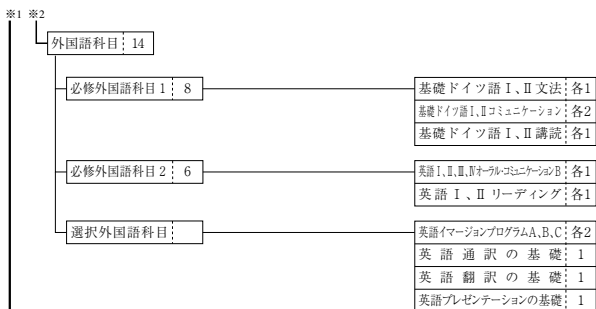 ※1 ※2
外国語科目 14
必修外国語科目1 8
基礎ドイツ語Ⅰ、Ⅱ文法 各1
基礎ドイツ語Ⅰ、Ⅱコミュニケーション 各2
基礎ドイツ語Ⅰ、Ⅱ講読 各1
必修外国語科目2 6
英語Ⅰ、Ⅱ、Ⅲ、Ⅳオーラル・コミュニケーションB 各1
英語Ⅰ、Ⅱリーディング 各1
選択外国語科目
英語イマージョンプログラムA、B、C 各2
英語通訳の基礎 1
英語翻訳の基礎 1
英語プレゼンテーションの基礎 1